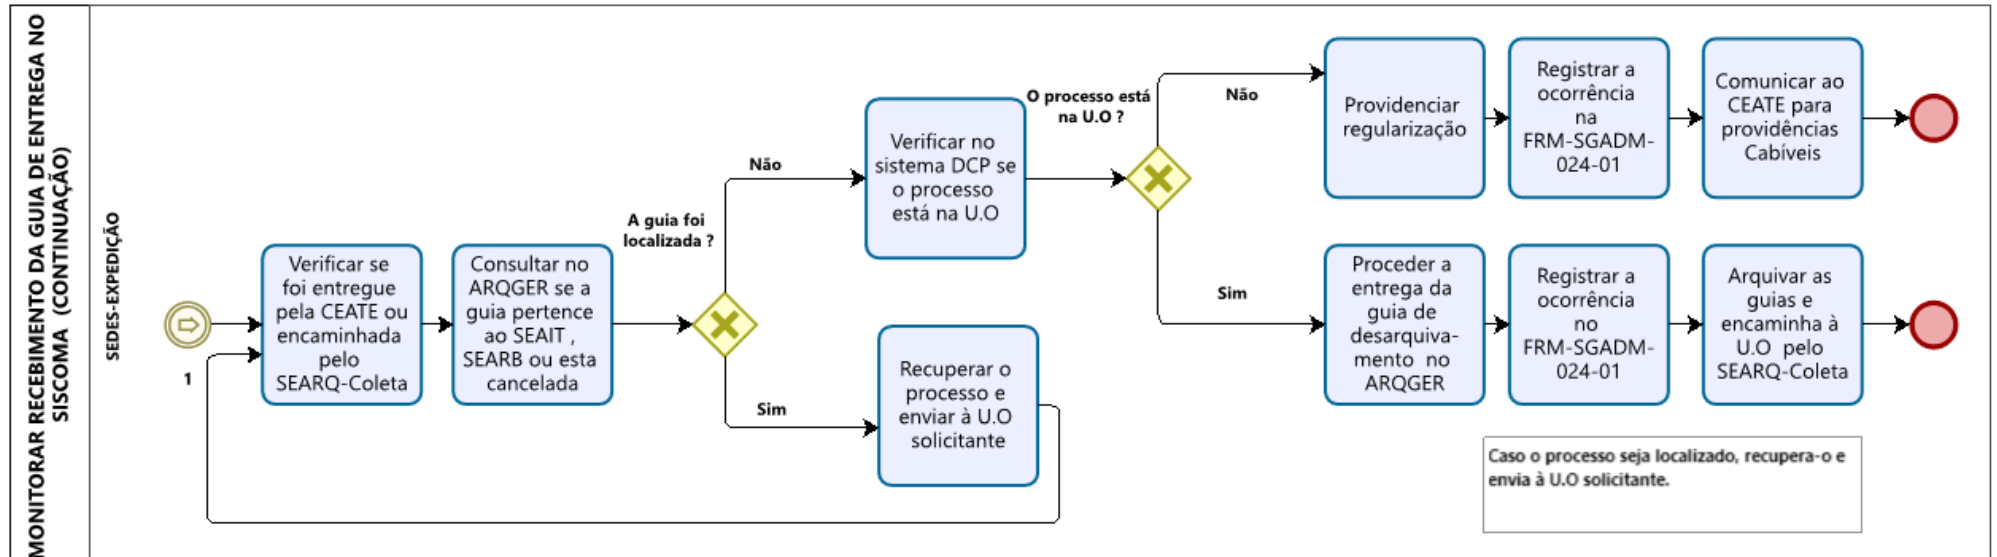 MONITORAR RECEBIMENTO DA GUIA DE ENTREGA NO
SISCOMA  (CONTINUAÇÃO)
SEDES-EXPEDIÇÃO
1
Verificar se
foi entregue
pela CEATE ou
encaminhada
pelo
SEARQ-Coleta
Consultar no
ARQGER se a
guia pertence
ao SEAIT ,
SEARB ou esta
cancelada
A guia foi
localizada ?
Não
Sim
Verificar no
sistema DCP se
o processo
está na U.O
Recuperar o
processo e
enviar à U.O
solicitante
O processo está
na U.O ?
Não
Sim
Providenciar
regularização
Registrar a
ocorrência
na
FRM-SGADM-
024-01
Comunicar ao
CEATE para
providências
Cabíveis
Proceder a
entrega da
guia de
desarquiva-
mento  no
ARQGER
Registrar a
ocorrência
no
FRM-SGADM-
024-01
Arquivar as
guias e
encaminha à
U.O  pelo
SEARQ-Coleta
Caso o processo seja localizado, recupera-o e
envia à U.O solicitante.